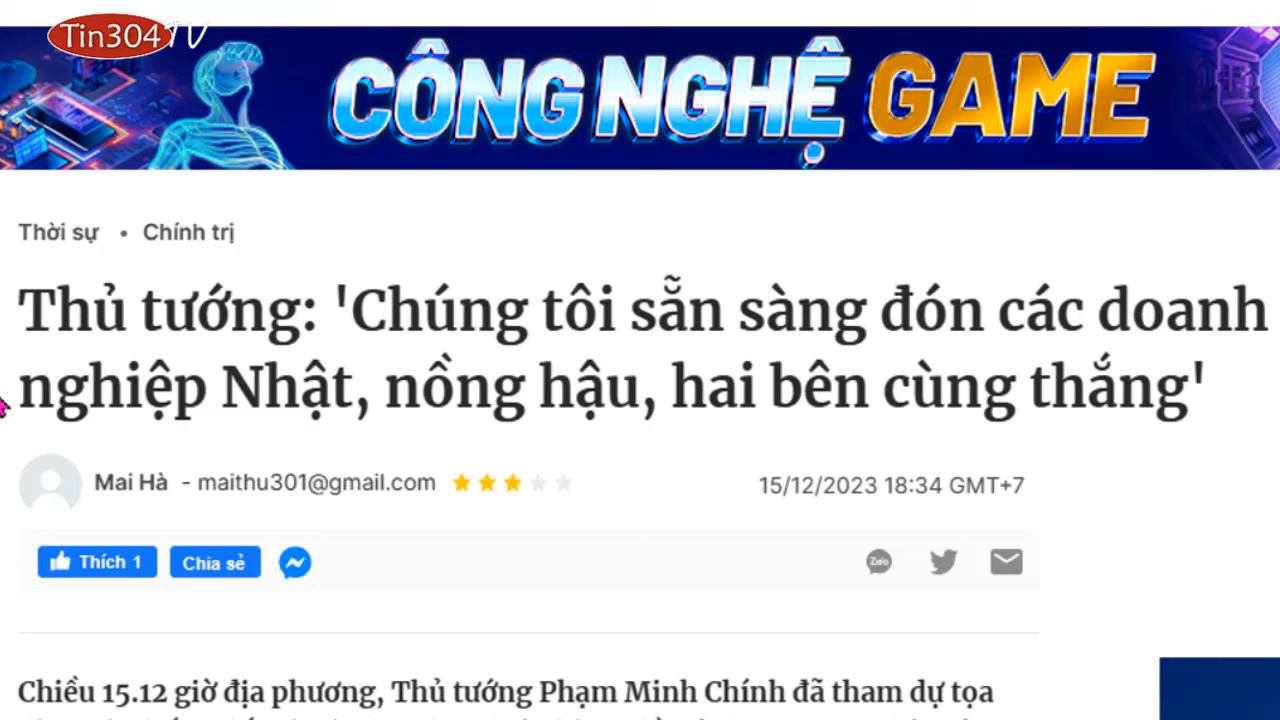 Tin304TV
CÔNG NGHỆ GAME
Thời sự • Chính trị
Thủ tướng: 'Chúng tôi sẵn sàng đón các doanh
nghiệp Nhật, nồng hậu, hai bên cùng thắng'
Mai Hà - maithu301@gmail.com
15/12/2023 18:34 GMT+7
Thích 1
Chia sẻ
Zalo
Chiều 15.12 giờ địa phương, Thủ tướng Phạm Minh Chính đã tham dự tọa